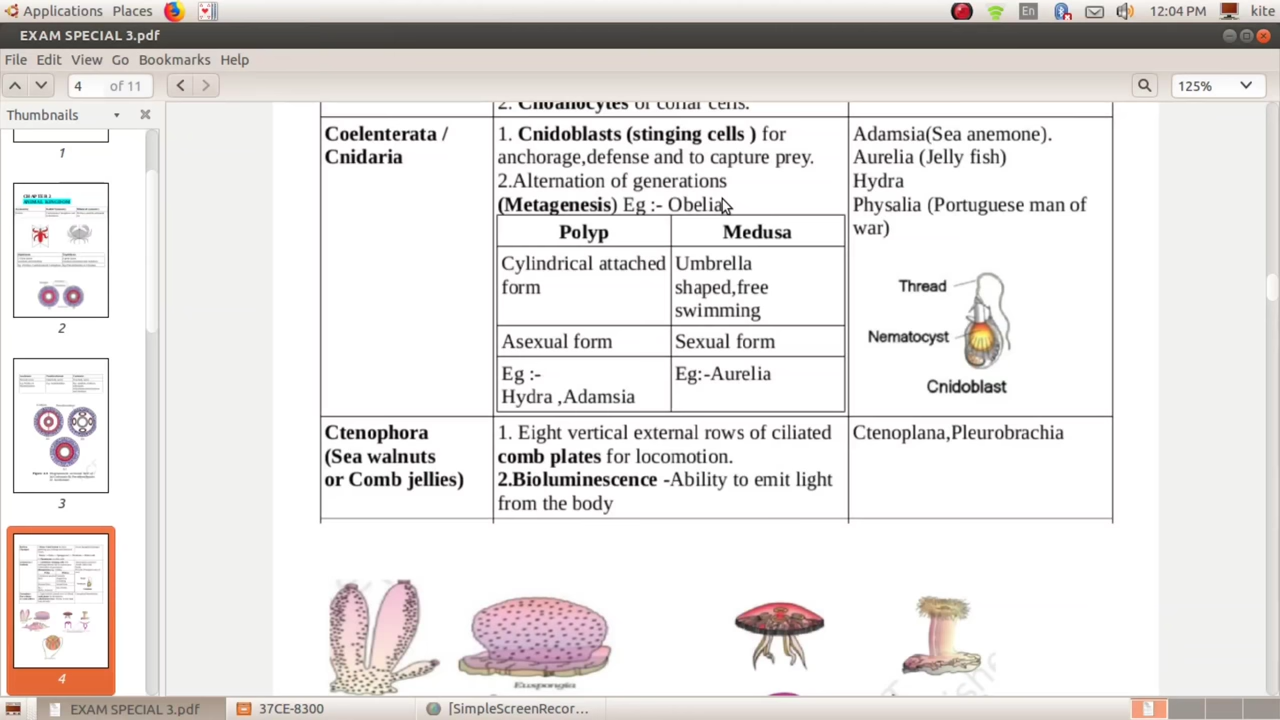 Applications Places En 12:04 PM kite
EXAM SPECIAL 3.pdf
File Edit View Go Bookmarks Help
4 of 11 125%
Thumbnails
1
2
3
4
2. Choanocytes or collar cells.
Coelenterata /
Cnidaria
1. Cnidoblasts (stinging cells ) for
anchorage,defense and to capture prey.
2.Alternation of generations
(Metagenesis) Eg :- Obelia
Polyp Medusa
Cylindrical attached
form
Umbrella
shaped,free
swimming
Asexual form Sexual form
Eg :-
Hydra ,Adamsia
Eg:-Aurelia
Adamsia(Sea anemone).
Aurelia (Jelly fish)
Hydra
Physalia (Portuguese man of
war)
Thread
Nematocyst
Cnidoblast
Ctenophora
(Sea walnuts
or Comb jellies)
1. Eight vertical external rows of ciliated
comb plates for locomotion.
2.Bioluminescence -Ability to emit light
from the body
Ctenoplana,Pleurobrachia
Euspongia
EXAM SPECIAL 3.pdf 37CE-8300 [SimpleScreenRecor...